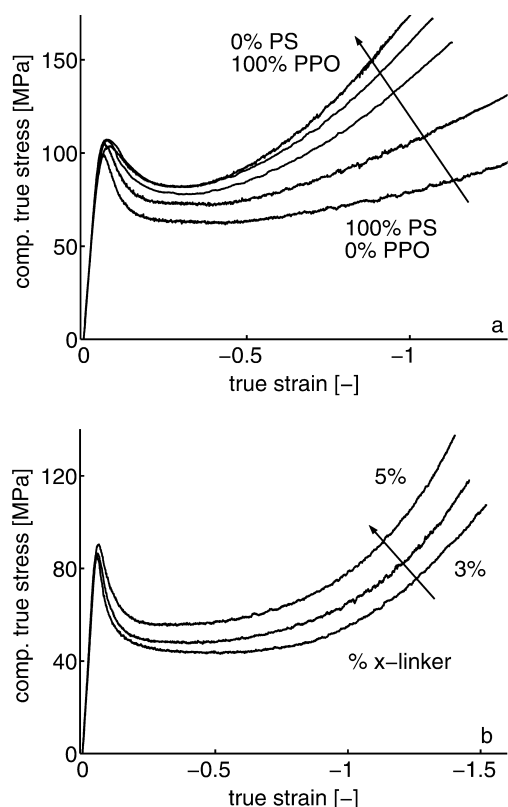 comp. true stress [MPa]
150
100
50
0
0% PS
100% PPO
100% PS
0% PPO
a
0
−0.5
−1
true strain [−]
comp. true stress [MPa]
120
80
40
0
5%
3%
% x−linker
b
0
−0.5
−1
−1.5
true strain [−]